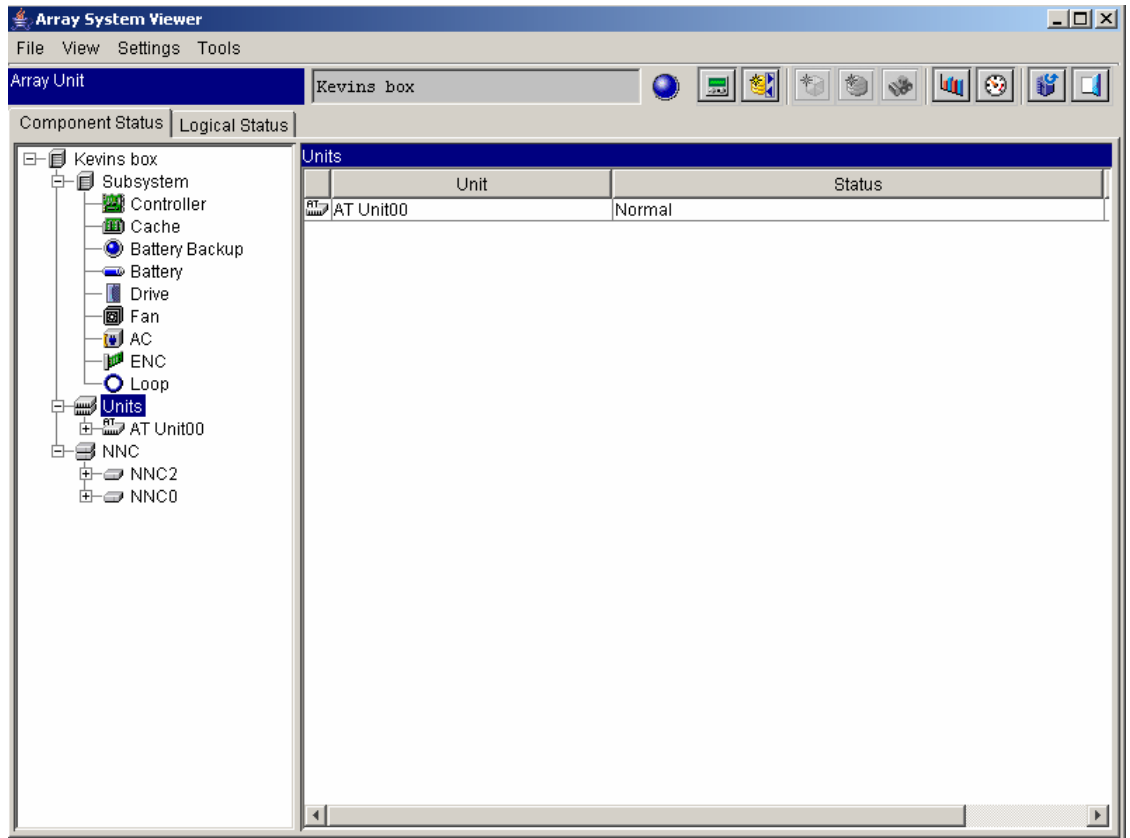 Array System Viewer
File View Settings Tools
Array Unit
Kevins box
Component Status
Logical Status
Kevins box
Subsystem
Controller
Cache
Battery Backup
Battery
Drive
Fan
AC
ENC
Loop
Units
AT Unit00
NNC
NNC2
NNC0
Units
Unit Status
AT Unit00 Normal